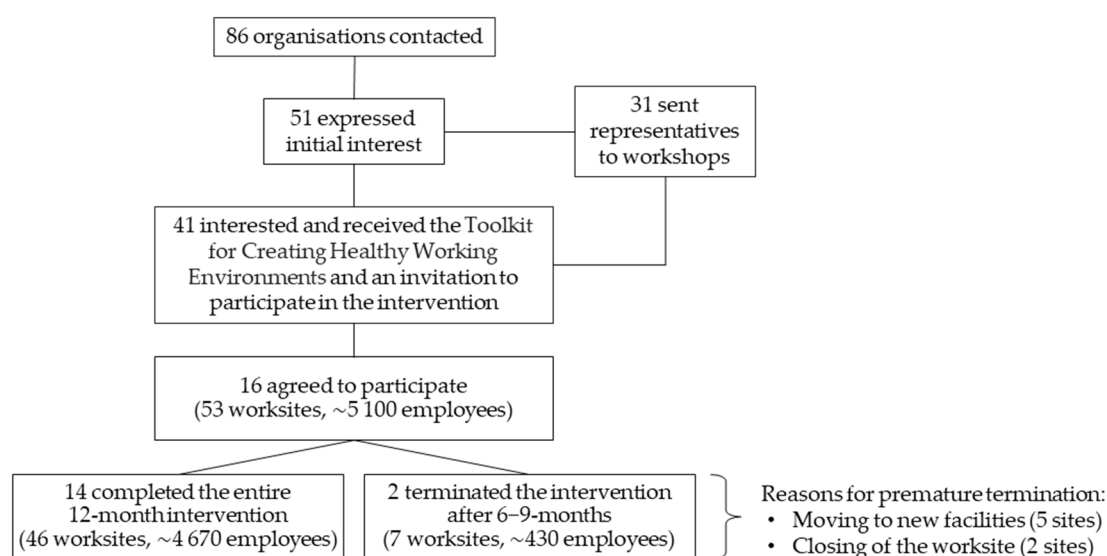 86 organisations contacted
51 expressed
initial interest
31 sent
representatives
to workshops
41 interested and received the Toolkit
for Creating Healthy Working
Environments and an invitation to
participate in the intervention
16 agreed to participate
(53 worksites, ~5 100 employees)
14 completed the entire
12-month intervention
(46 worksites, ~4 670 employees)
2 terminated the intervention
after 6–9-months
(7 worksites, ~430 employees)
Reasons for premature termination:
• Moving to new facilities (5 sites)
• Closing of the worksite (2 sites)